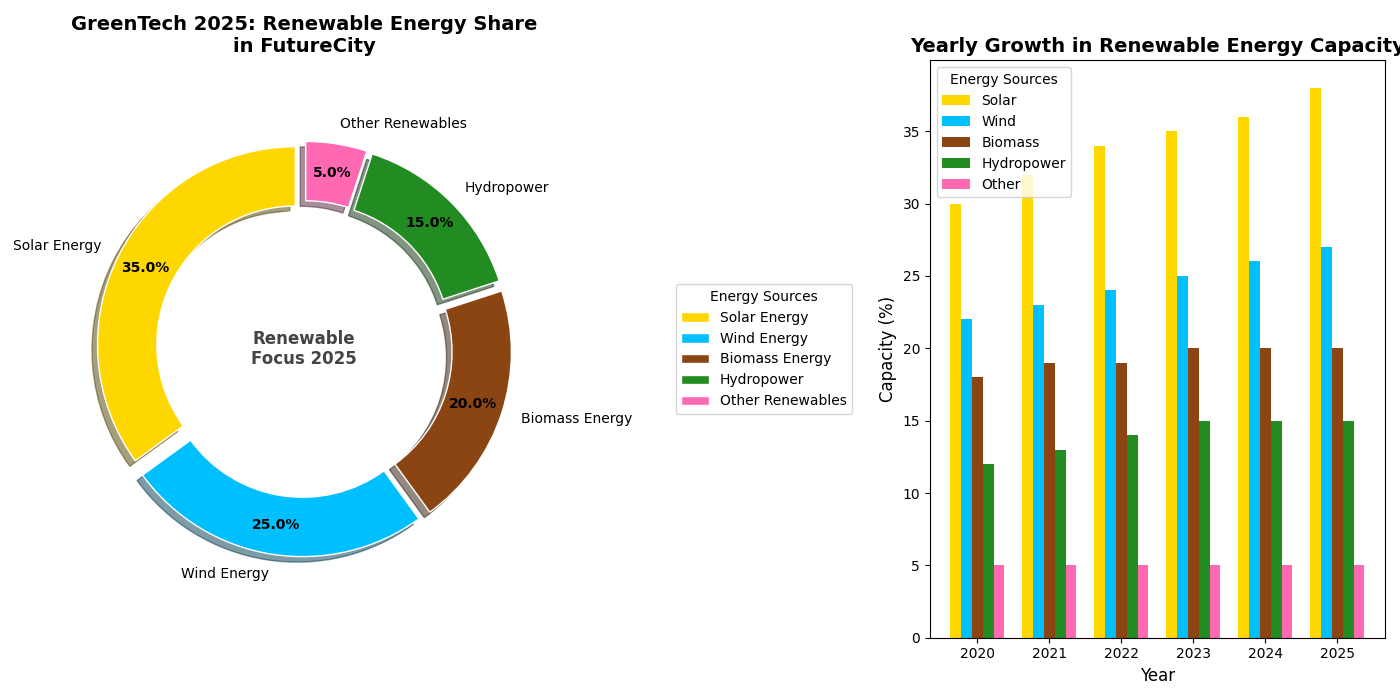 GreenTech 2025: Renewable Energy Share
in FutureCity
Other Renewables
5.0%
Hydropower
15.0%
Solar Energy
35.0%
Renewable
Focus 2025
20.0%
Biomass Energy
25.0%
Wind Energy
Energy Sources
Solar Energy
Wind Energy
Biomass Energy
Hydropower
Other Renewables
Yearly Growth in Renewable Energy Capacity
Energy Sources
Solar
Wind
Biomass
Hydropower
Other
Capacity (%)
35
30
25
20
15
10
5
0
2020 2021 2022 2023 2024 2025
Year